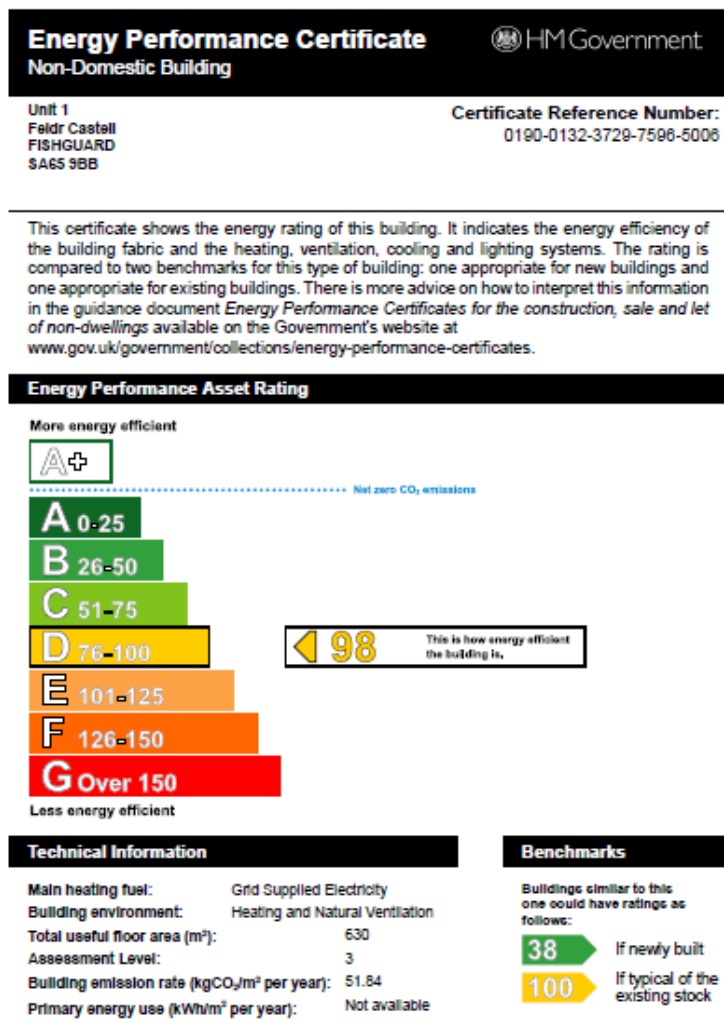 Energy Performance Certificate
HM Government
Non-Domestic Building
Unit 1
Feidr Castell
FISHGUARD
SA65 9BB
Certificate Reference Number:
0190-0132-3729-7596-5006
This certificate shows the energy rating of this building. It indicates the energy efficiency of
the building fabric and the heating, ventilation, cooling and lighting systems. The rating is
compared to two benchmarks for this type of building: one appropriate for new buildings and
one appropriate for existing buildings. There is more advice on how to interpret this information
in the guidance document Energy Performance Certificates for the construction, sale and let
of non-dwellings available on the Government's website at
www.gov.uk/government/collections/energy-performance-certificates.
Energy Performance Asset Rating
More energy efficient
A+
Net zero CO₂ emissions
A 0-25
B 26-50
C 51-75
D 76-100
98
This is how energy efficient
the building is.
E 101-125
F 126-150
G Over 150
Less energy efficient
Technical Information
Main heating fuel: Grid Supplied Electricity
Building environment: Heating and Natural Ventilation
Total useful floor area (m²): 630
Assessment Level: 3
Building emission rate (kgCO₂/m² per year): 51.84
Primary energy use (kWh/m² per year): Not available
Benchmarks
Buildings similar to this
one could have ratings as
follows:
38 If newly built
100 If typical of the
existing stock